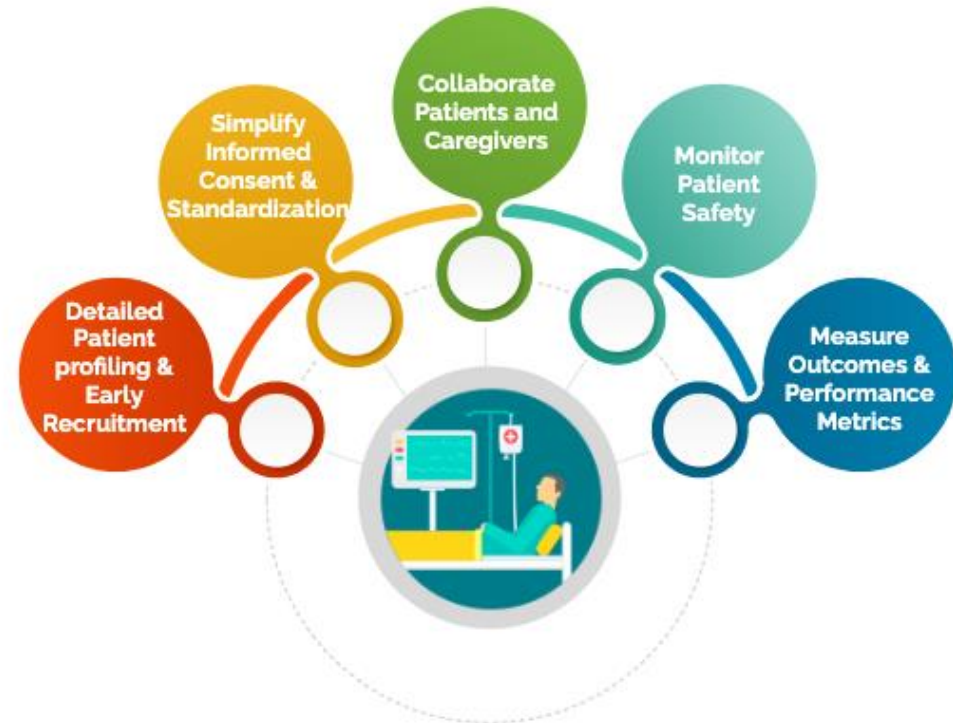 Detailed
Patient
profiling &
Early
Recruitment
Simplify
Informed
Consent &
Standardization
Collaborate
Patients and
Caregivers
Monitor
Patient
Safety
Measure
Outcomes &
Performance
Metrics